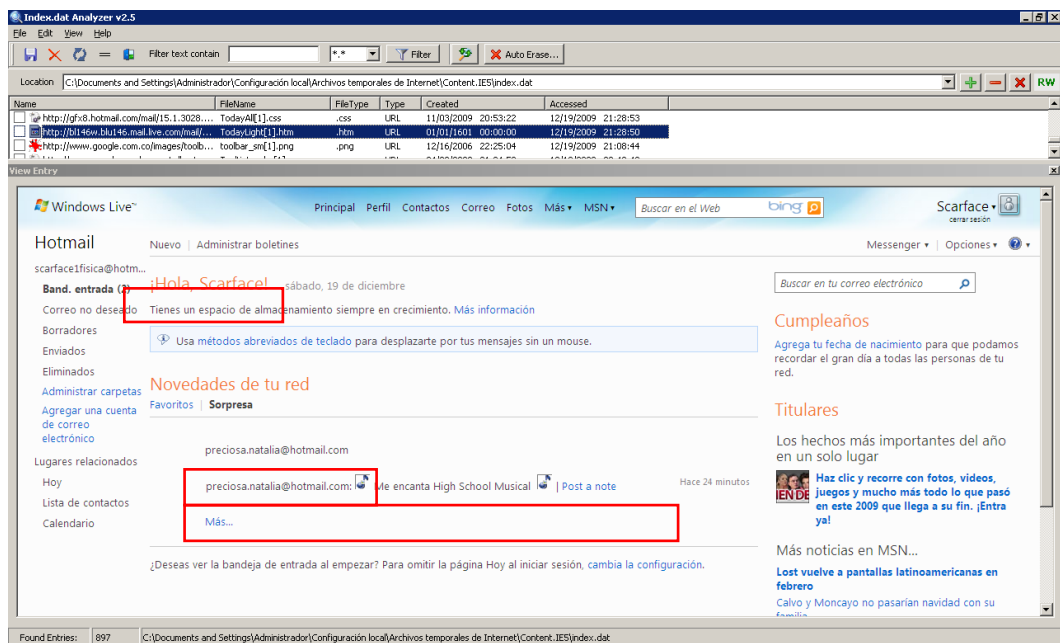 Index.dat Analyzer v2.5
File Edit View Help
Filter text contain *.* Filter Auto Erase...
Location C:\Documents and Settings\Administrador\Configuración local\Archivos temporales de Internet\Content.IE5\index.dat RW
Name FileName FileType Type Created Accessed
http://gfx8.hotmail.com/mail/15.1.3028.... TodayAll[1].css .css URL 11/03/2009 20:53:22 12/19/2009 21:28:53
http://bl146w.blu146.mail.live.com/mail/... TodayLight[1].htm .htm URL 01/01/1601 00:00:00 12/19/2009 21:28:50
http://www.google.com.co/images/toolb... toolbar_sm[1].png .png URL 12/16/2006 22:25:04 12/19/2009 21:08:44
View Entry
Windows Live™ Principal Perfil Contactos Correo Fotos Más MSN Buscar en el Web bing Scarface
cerrar sesión
Hotmail Nuevo | Administrar boletines Messenger | Opciones
scarface1fisica@hotm...
Band. entrada (2) ¡Hola, Scarface! sábado, 19 de diciembre Buscar en tu correo electrónico
Correo no deseado Tienes un espacio de almacenamiento siempre en crecimiento. Más información
Borradores
Enviados
Eliminados
Administrar carpetas
Agregar una cuenta
de correo
electrónico
Lugares relacionados
Hoy
Lista de contactos
Calendario
Usa métodos abreviados de teclado para desplazarte por tus mensajes sin un mouse.
Novedades de tu red
Favoritos | Sorpresa
preciosa.natalia@hotmail.com
preciosa.natalia@hotmail.com: Me encanta High School Musical | Post a note Hace 24 minutos
Más...
¿Deseas ver la bandeja de entrada al empezar? Para omitir la página Hoy al iniciar sesión, cambia la configuración.
Cumpleaños
Agrega tu fecha de nacimiento para que podamos
recordar el gran día a todas las personas de tu
red.
Titulares
Los hechos más importantes del año
en un solo lugar
Haz clic y recorre con fotos, videos,
juegos y mucho más todo lo que pasó
en este 2009 que llega a su fin. ¡Entra
ya!
Más noticias en MSN...
Lost vuelve a pantallas latinoamericanas en
febrero
Calvo y Moncayo no pasarían navidad con su
familia
Found Entries: 897 C:\Documents and Settings\Administrador\Configuración local\Archivos temporales de Internet\Content.IE5\index.dat